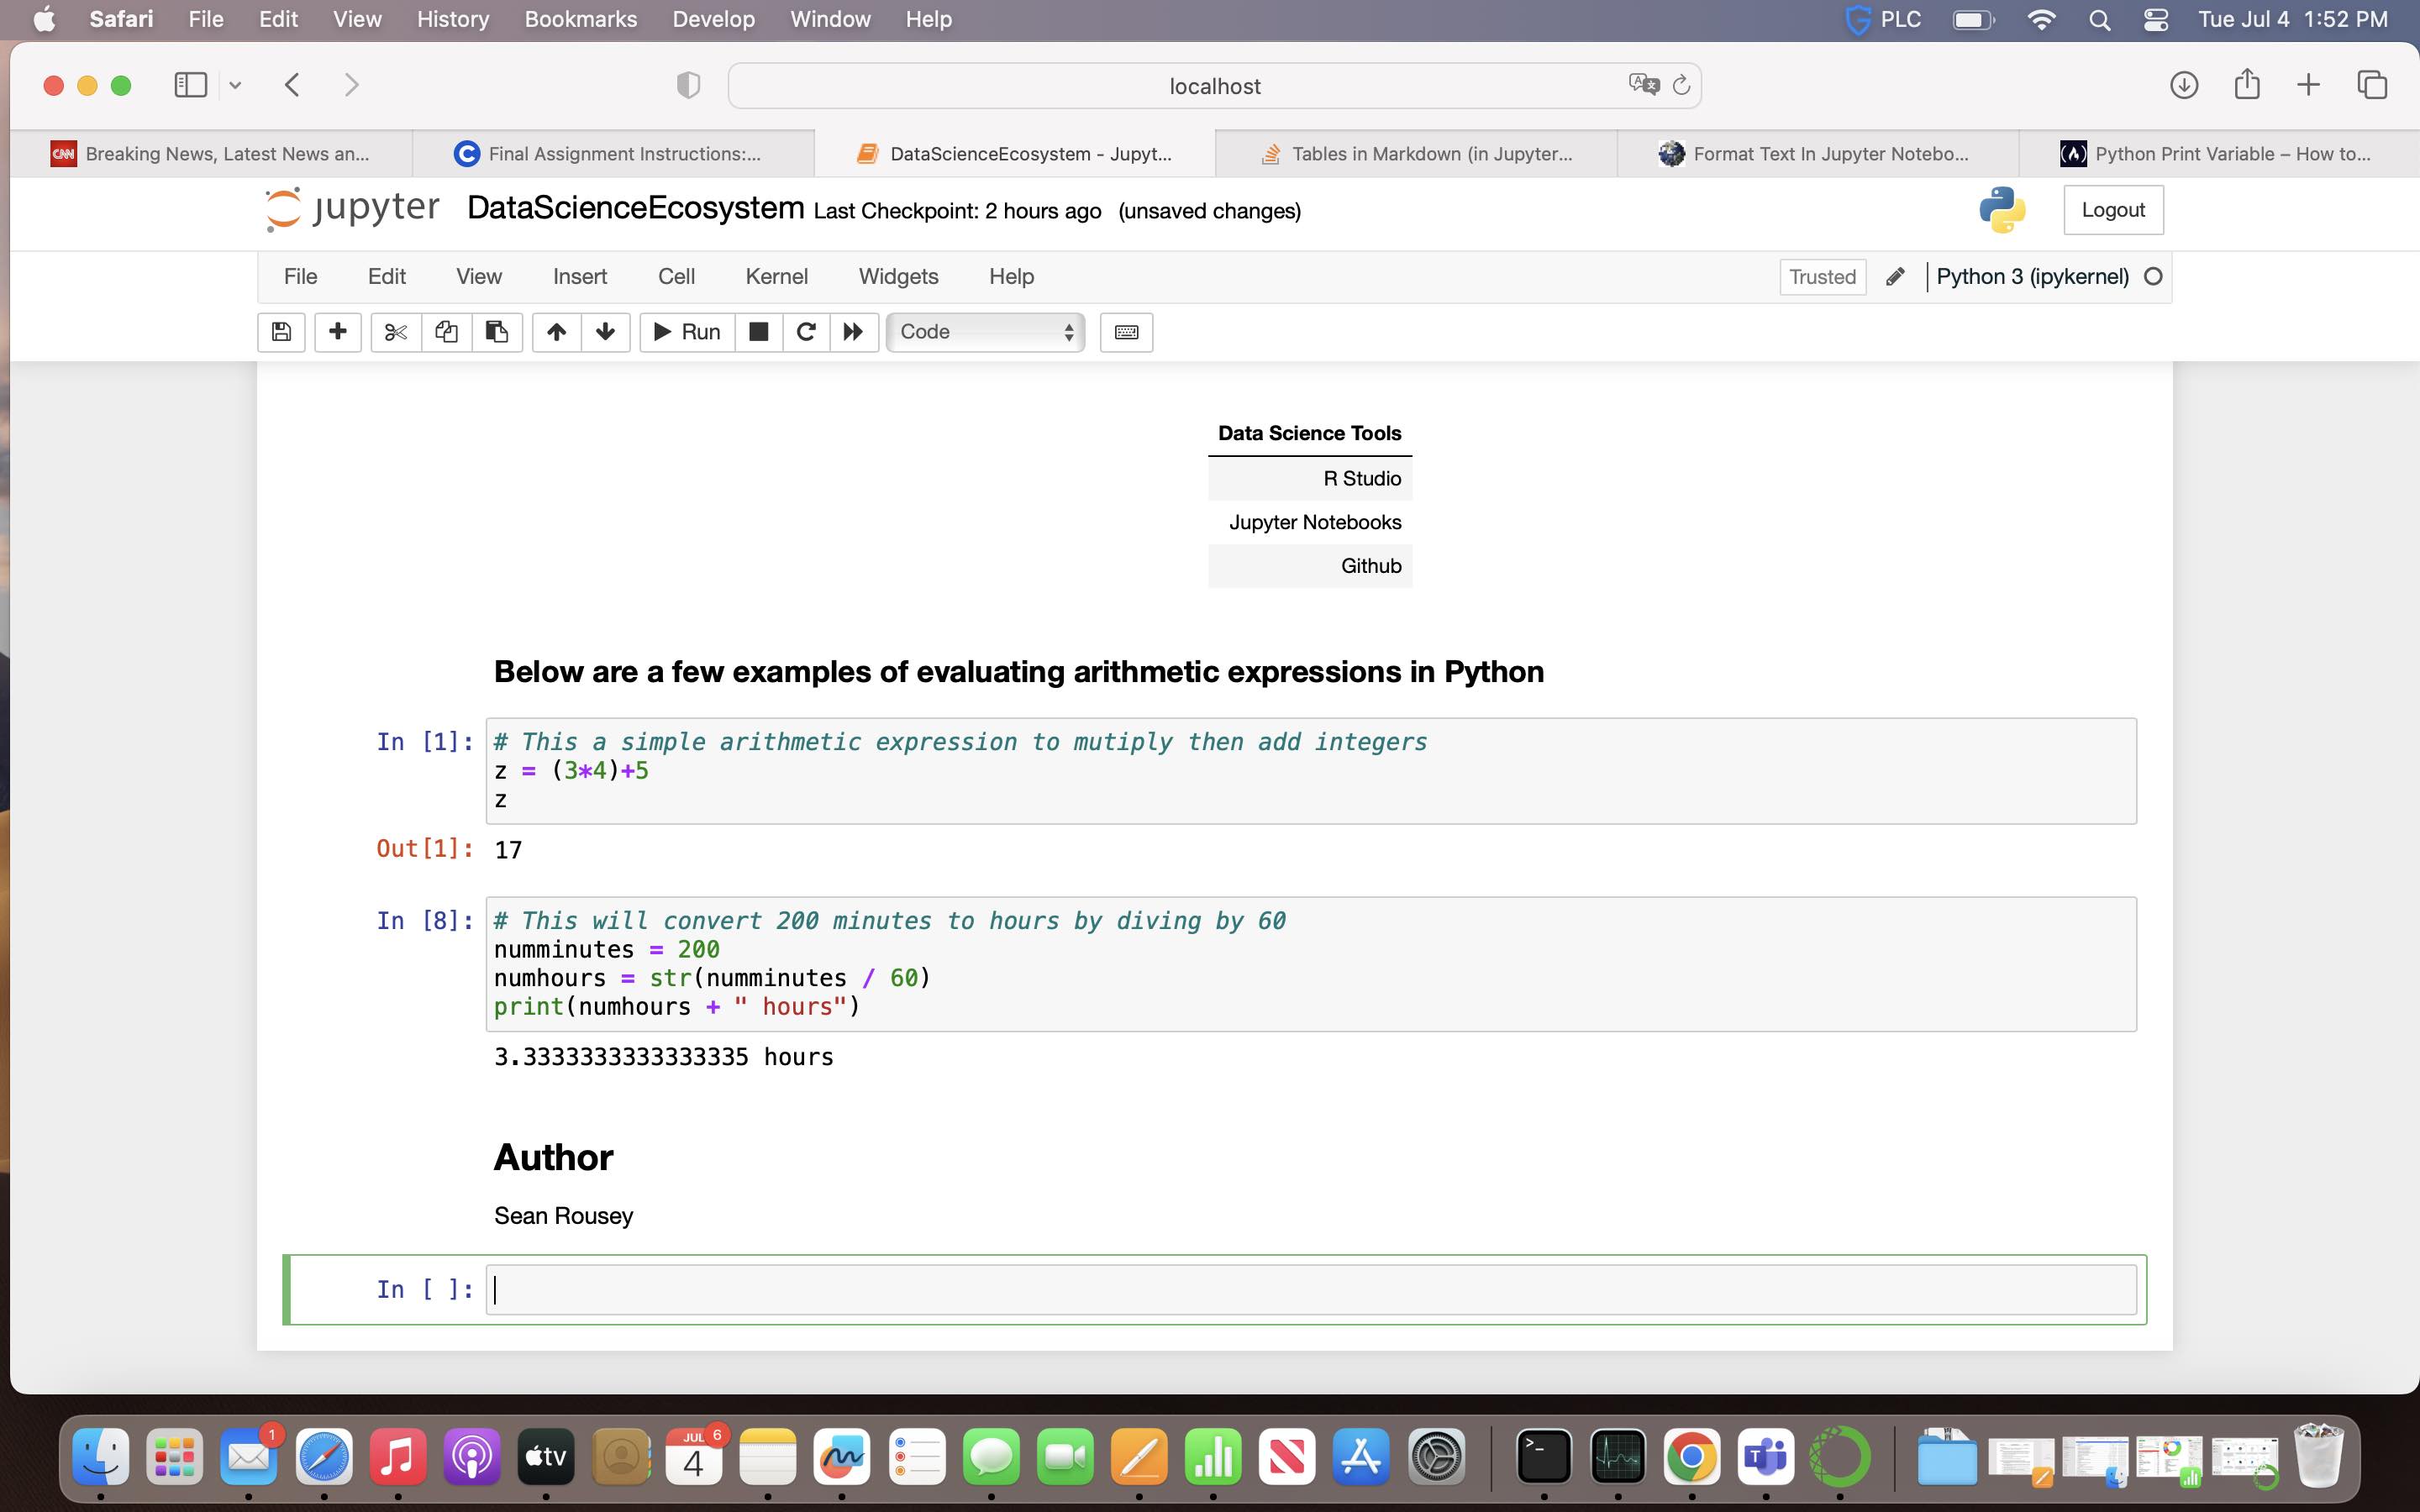 Safari File Edit View History Bookmarks Develop Window Help PLC Tue Jul 4 1:52 PM
localhost
Breaking News, Latest News an... Final Assignment Instructions:... DataScienceEcosystem - Jupyt... Tables in Markdown (in Jupyter... Format Text In Jupyter Notebo... Python Print Variable – How to...
jupyter DataScienceEcosystem Last Checkpoint: 2 hours ago (unsaved changes) Logout
File Edit View Insert Cell Kernel Widgets Help Trusted Python 3 (ipykernel)
Run Code
Data Science Tools
R Studio
Jupyter Notebooks
Github
Below are a few examples of evaluating arithmetic expressions in Python
In [1]: # This a simple arithmetic expression to mutiply then add integers
z = (3*4)+5
z
Out[1]: 17
In [8]: # This will convert 200 minutes to hours by diving by 60
numminutes = 200
numhours = str(numminutes / 60)
print(numhours + " hours")
3.3333333333333335 hours
Author
Sean Rousey
In [ ]:
1 tv JUL 4 6